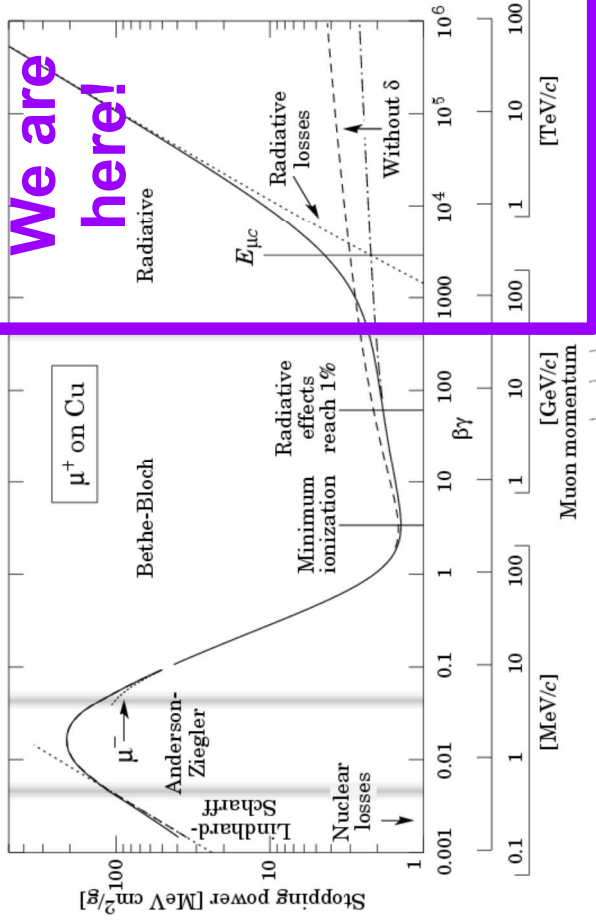 We are
here!
μ⁺ on Cu
Bethe-Bloch
Radiative
Anderson-
Ziegler
Lindhard-
Scharff
μ⁻
Eμc
Radiative
losses
Minimum
ionization
Radiative
effects
reach 1%
Without δ
Nuclear
losses
Stopping power [MeV cm²/g]
100
10
1
0.001
0.01
0.1
1
10
100
1000
10⁴
10⁵
10⁶
βγ
0.1
1
10
100
1
10
100
1
10
100
[MeV/c]
[GeV/c]
[TeV/c]
Muon momentum